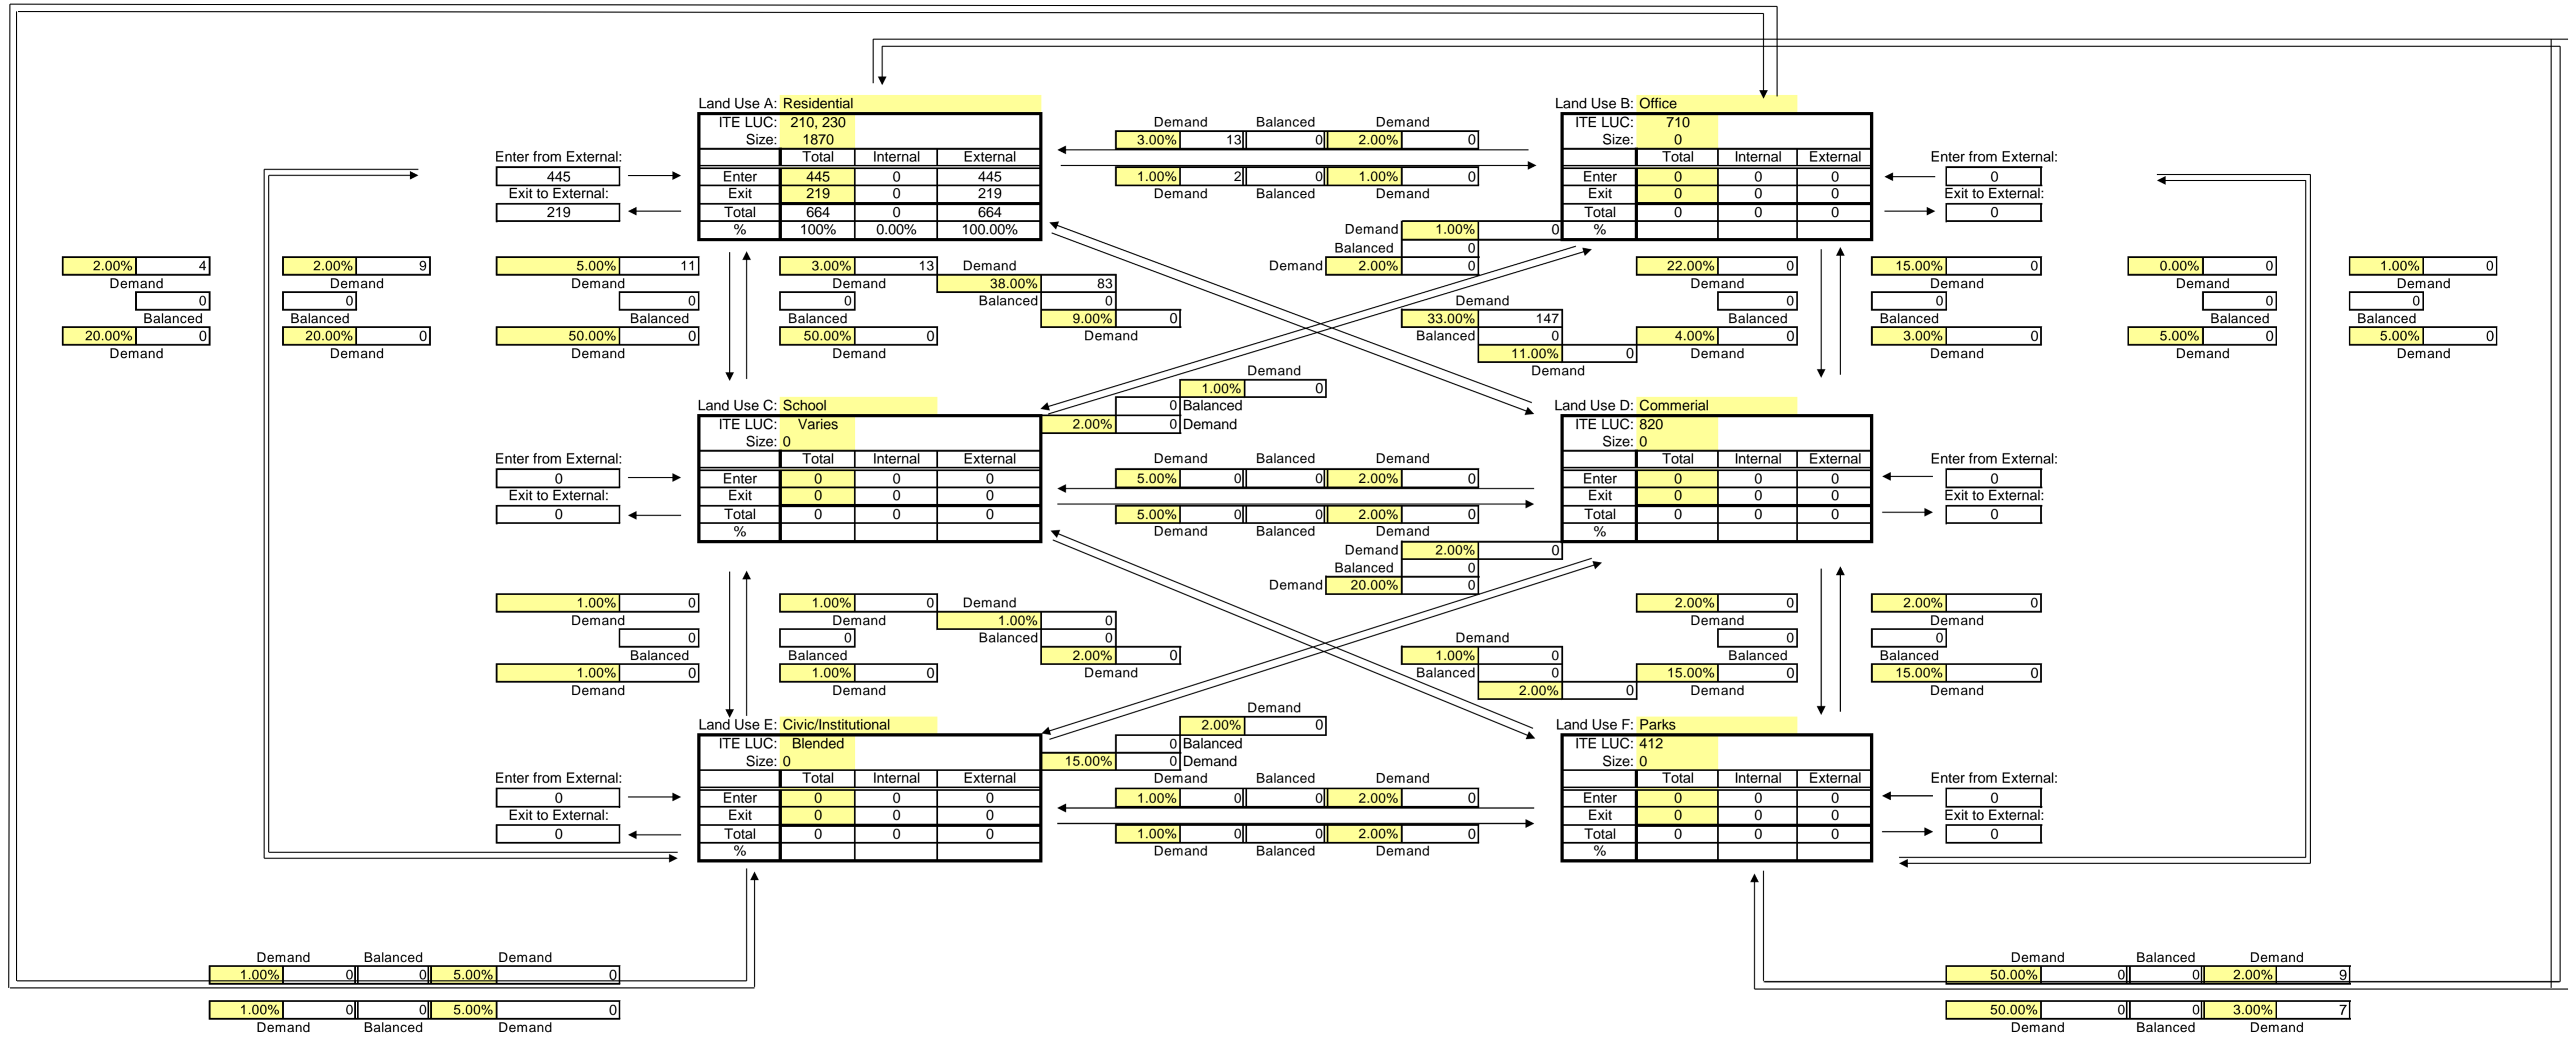 Land Use A: Residential
ITE LUC: 210, 230
Size: 1870
Total Internal External
Enter 445 0 445
Exit 219 0 219
Total 664 0 664
% 100% 0.00% 100.00%
Enter from External:
445
Exit to External:
219
Demand Balanced Demand
3.00% 13 0 2.00% 0
1.00% 2 0 1.00% 0
Demand Balanced Demand
Land Use B: Office
ITE LUC: 710
Size: 0
Total Internal External
Enter 0 0 0
Exit 0 0 0
Total 0 0 0
%
Enter from External:
0
Exit to External:
0
2.00% 4
Demand
0
Balanced
20.00% 0
Demand
2.00% 9
Demand
0
Balanced
20.00% 0
Demand
5.00% 11
Demand
0
Balanced
50.00% 0
Demand
3.00% 13
Demand
0
Balanced
50.00% 0
Demand
Demand
38.00% 83
Balanced 0
9.00% 0
Demand
Demand 1.00% 0
Balanced 0
Demand 2.00% 0
Demand
33.00% 147
Balanced 0
11.00% 0
Demand
22.00% 0
Demand
0
Balanced
4.00% 0
Demand
15.00% 0
Demand
0
Balanced
3.00% 0
Demand
0.00% 0
Demand
0
Balanced
5.00% 0
Demand
1.00% 0
Demand
0
Balanced
5.00% 0
Demand
Demand
1.00% 0
0 Balanced
2.00% 0 Demand
Land Use C: School
ITE LUC: Varies
Size: 0
Total Internal External
Enter 0 0 0
Exit 0 0 0
Total 0 0 0
%
Enter from External:
0
Exit to External:
0
Demand Balanced Demand
5.00% 0 0 2.00% 0
5.00% 0 0 2.00% 0
Demand Balanced Demand
Land Use D: Commerial
ITE LUC: 820
Size: 0
Total Internal External
Enter 0 0 0
Exit 0 0 0
Total 0 0 0
%
Enter from External:
0
Exit to External:
0
Demand 2.00% 0
Balanced 0
Demand 20.00% 0
1.00% 0
Demand
0
Balanced
1.00% 0
Demand
1.00% 0
Demand
0
Balanced
1.00% 0
Demand
Demand
1.00% 0
Balanced 0
2.00% 0
Demand
Demand
1.00% 0
Balanced 0
2.00% 0
2.00% 0
Demand
0
Balanced
15.00% 0
Demand
2.00% 0
Demand
0
Balanced
15.00% 0
Demand
Demand
2.00% 0
0 Balanced
15.00% 0 Demand
Land Use E: Civic/Institutional
ITE LUC: Blended
Size: 0
Total Internal External
Enter 0 0 0
Exit 0 0 0
Total 0 0 0
%
Enter from External:
0
Exit to External:
0
Demand Balanced Demand
1.00% 0 0 2.00% 0
1.00% 0 0 2.00% 0
Demand Balanced Demand
Land Use F: Parks
ITE LUC: 412
Size: 0
Total Internal External
Enter 0 0 0
Exit 0 0 0
Total 0 0 0
%
Enter from External:
0
Exit to External:
0
Demand Balanced Demand
1.00% 0 0 5.00% 0
1.00% 0 0 5.00% 0
Demand Balanced Demand
Demand Balanced Demand
50.00% 0 0 2.00% 9
50.00% 0 0 3.00% 7
Demand Balanced Demand